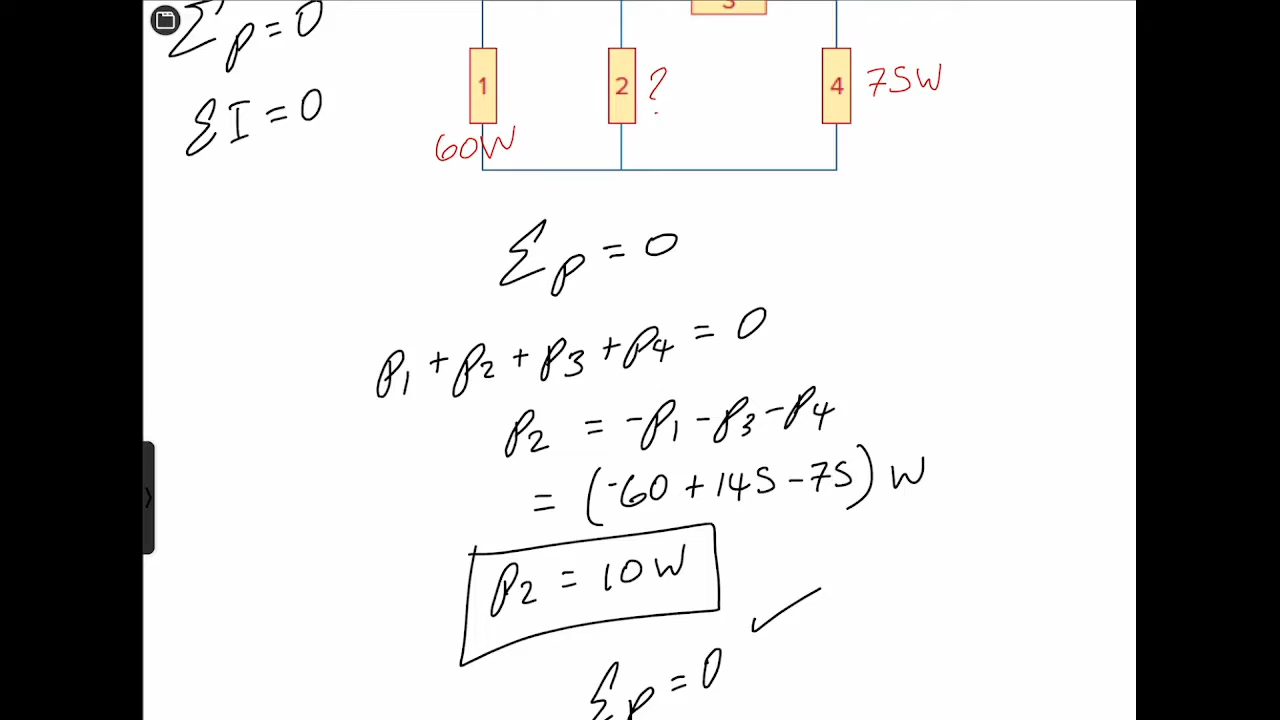 Σp = 0
3
1
2
?
4
75W
ΣI = 0
60W
Σp = 0
p1 + p2 + p3 + p4 = 0
p2 = -p1 - p3 - p4
= (-60 + 145 - 75) W
p2 = 10W
Σp = 0